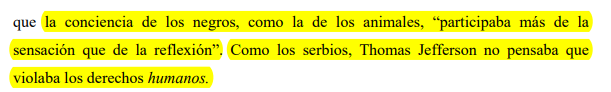 que la conciencia de los negros, como la de los animales, “participaba más de la
sensación que de la reflexión”. Como los serbios, Thomas Jefferson no pensaba que
violaba los derechos humanos.